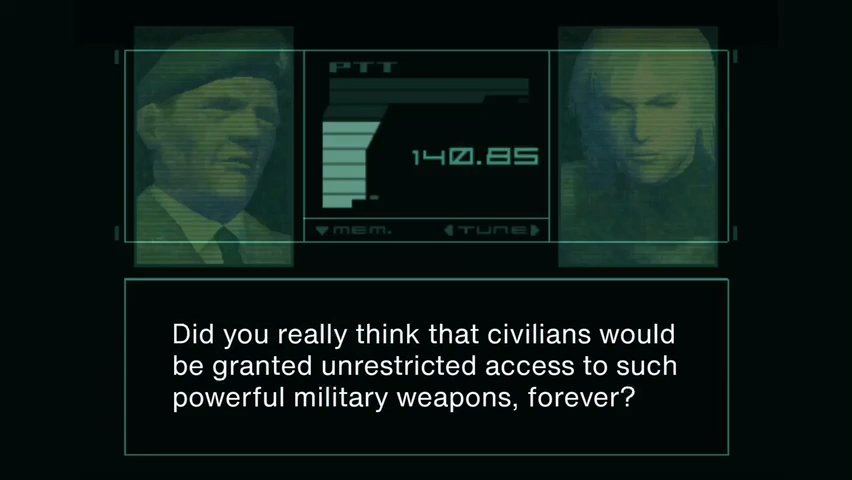 PTT
140.85
MEM.
TUNE
Did you really think that civilians would
be granted unrestricted access to such
powerful military weapons, forever?